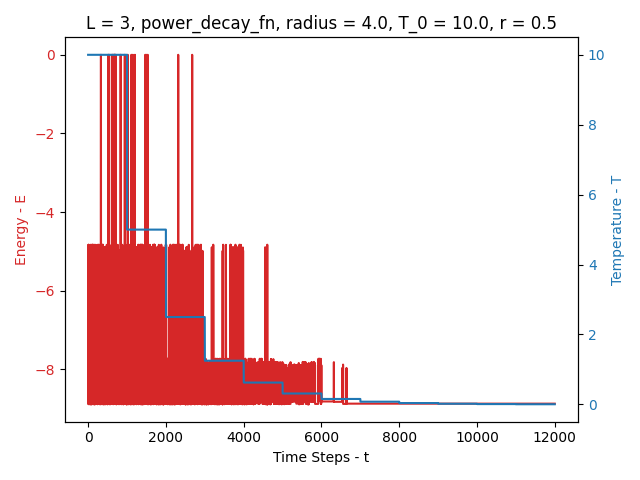 L = 3, power_decay_fn, radius = 4.0, T_0 = 10.0, r = 0.5
0
−2
−4
−6
−8
Energy - E
10
8
6
4
2
0
Temperature - T
0 2000 4000 6000 8000 10000 12000
Time Steps - t